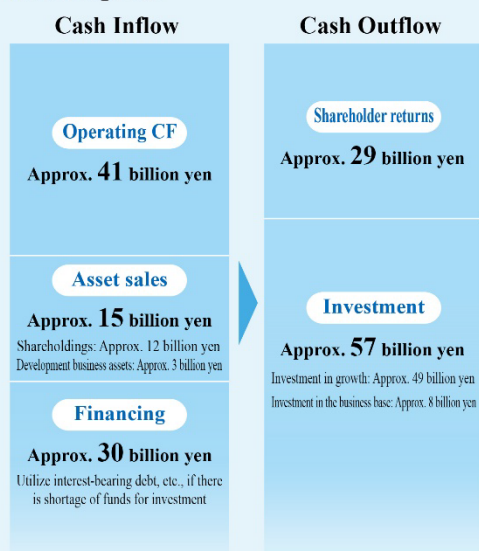 Cash Inflow
Operating CF
Approx. 41 billion yen
Asset sales
Approx. 15 billion yen
Shareholdings: Approx. 12 billion yen
Development business assets: Approx. 3 billion yen
Financing
Approx. 30 billion yen
Utilize interest-bearing debt, etc., if there
is shortage of funds for investment
Cash Outflow
Shareholder returns
Approx. 29 billion yen
Investment
Approx. 57 billion yen
Investment in growth: Approx. 49 billion yen
Investment in the business base: Approx. 8 billion yen